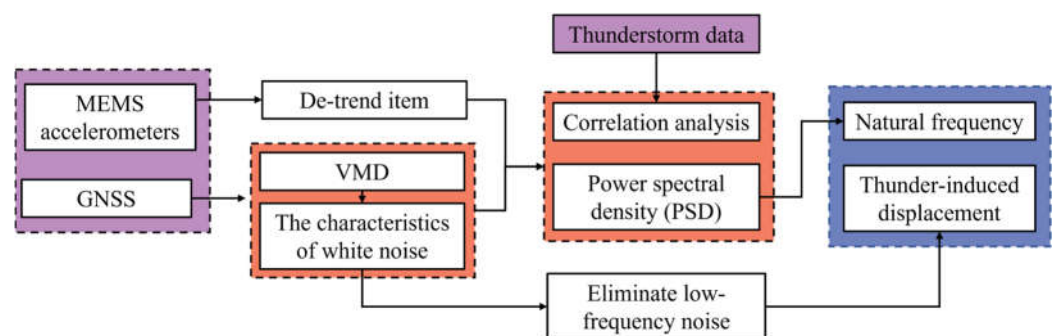 Thunderstorm data
MEMS
accelerometers
De-trend item
Correlation analysis
Natural frequency
GNSS
VMD
The characteristics
of white noise
Power spectral
density (PSD)
Thunder-induced
displacement
Eliminate low-
frequency noise